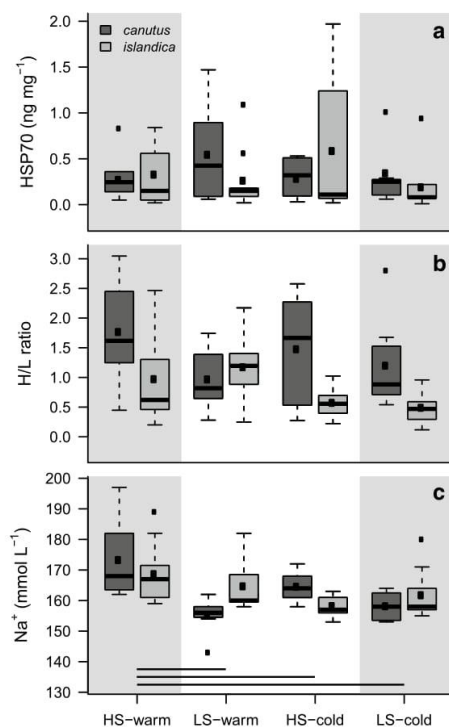 canutus
islandica
a
HSP70 (ng mg⁻¹)
2.0
1.5
1.0
0.5
0.0
b
H/L ratio
3.0
2.5
2.0
1.5
1.0
0.5
0.0
c
Na⁺ (mmol L⁻¹)
200
190
180
170
160
150
140
130
HS−warm LS−warm HS−cold LS−cold